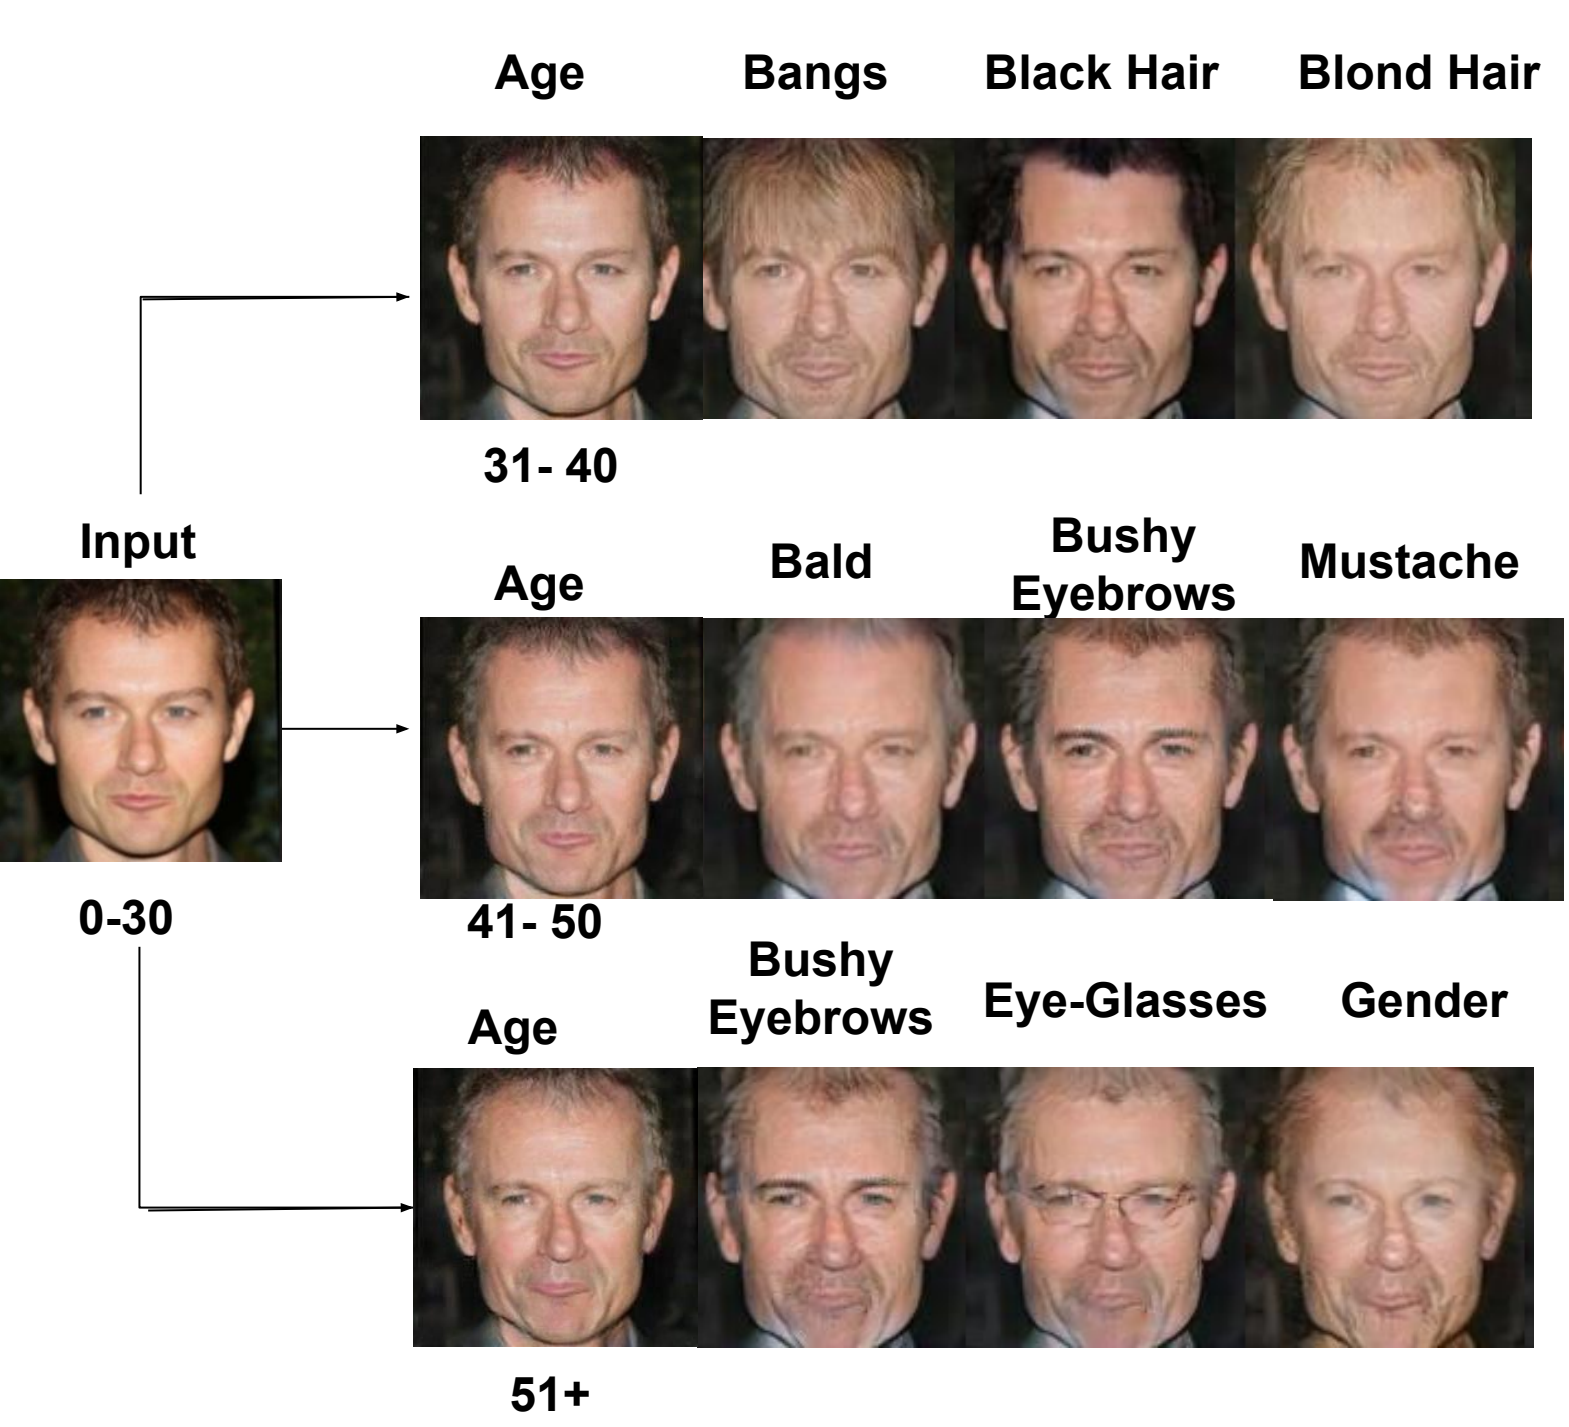 Age Bangs Black Hair Blond Hair
31- 40
Input
Age
Bald
Bushy
Eyebrows
Mustache
0-30
41- 50
Age
Bushy
Eyebrows
Eye-Glasses
Gender
51+